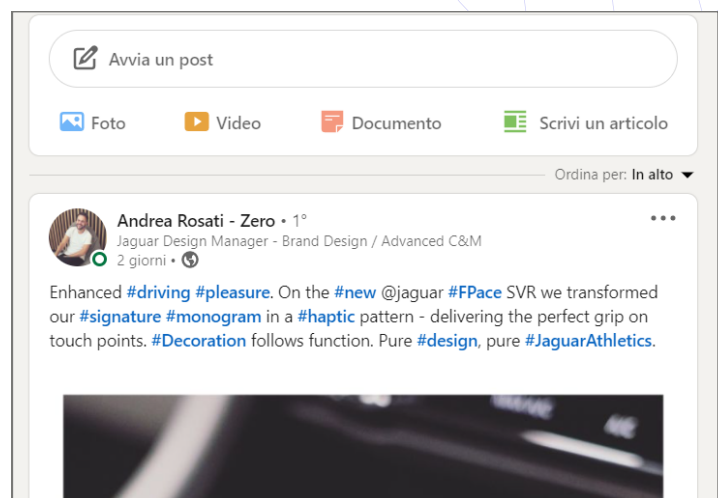 Avvia un post
Foto
Video
Documento
Scrivi un articolo
Ordina per: In alto
Andrea Rosati - Zero • 1°
Jaguar Design Manager - Brand Design / Advanced C&M
2 giorni •
Enhanced #driving #pleasure. On the #new @jaguar #FPace SVR we transformed
our #signature #monogram in a #haptic pattern - delivering the perfect grip on
touch points. #Decoration follows function. Pure #design, pure #JaguarAthletics.